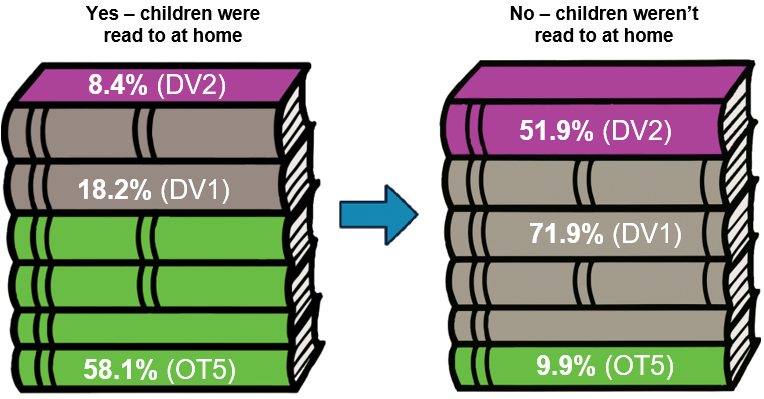 Yes – children were
read to at home
8.4% (DV2)
18.2% (DV1)
58.1% (OT5)
No – children weren’t
read to at home
51.9% (DV2)
71.9% (DV1)
9.9% (OT5)